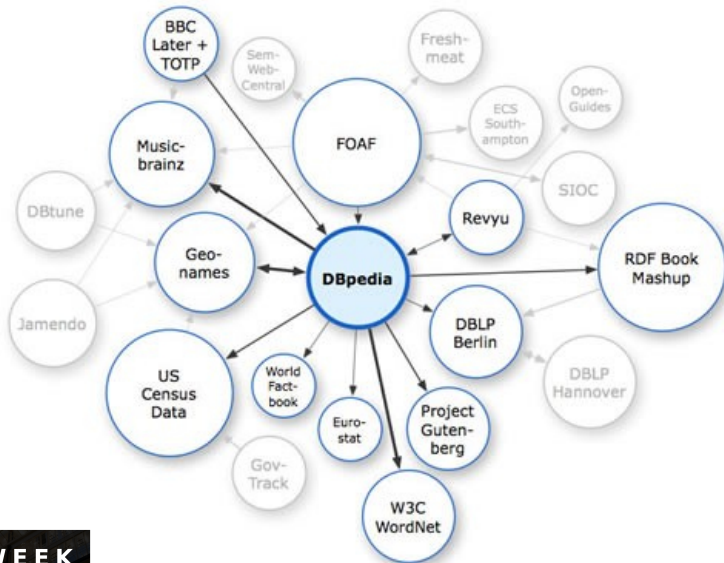 BBC
Later +
TOTP
Sem-
Web-
Central
Fresh-
meat
Open-
Guides
ECS
South-
ampton
FOAF
Music-
brainz
SIOC
DBtune
Revyu
Geo-
names
RDF Book
Mashup
DBpedia
Jamendo
DBLP
Berlin
US
Census
Data
World
Fact-
book
DBLP
Hannover
Euro-
stat
Project
Guten-
berg
Gov-
Track
W3C
WordNet
WEEK